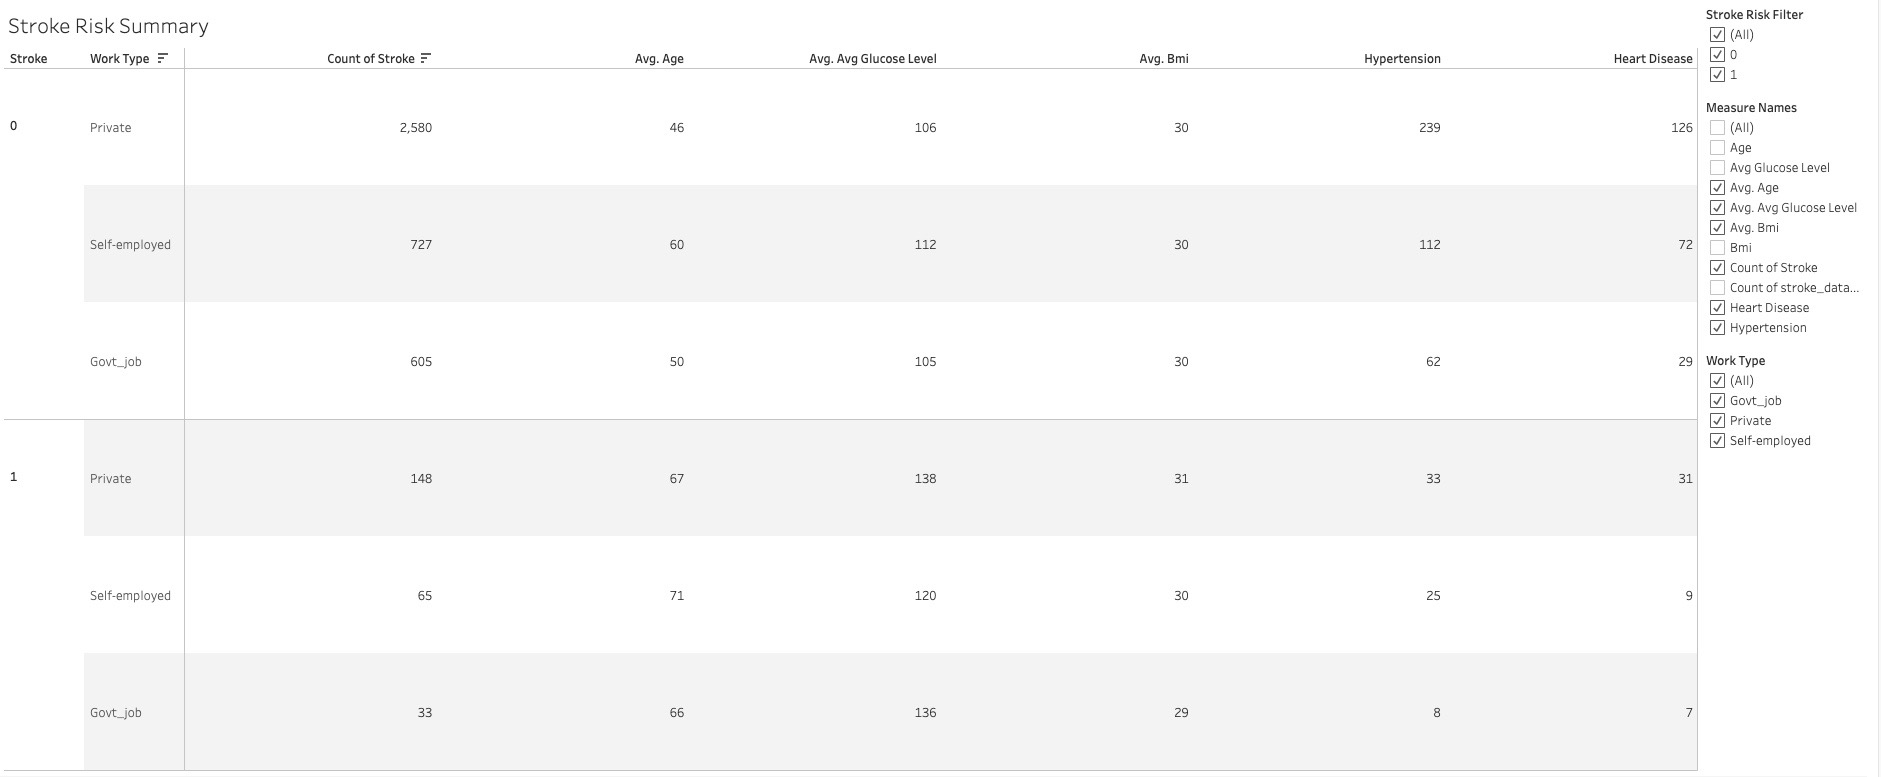 Stroke Risk Summary
Stroke Work Type Count of Stroke Avg. Age Avg. Avg Glucose Level Avg. Bmi Hypertension Heart Disease
0 Private 2,580 46 106 30 239 126
Self-employed 727 60 112 30 112 72
Govt_job 605 50 105 30 62 29
1 Private 148 67 138 31 33 31
Self-employed 65 71 120 30 25 9
Govt_job 33 66 136 29 8 7
Stroke Risk Filter
(All)
0
1
Measure Names
(All)
Age
Avg Glucose Level
Avg. Age
Avg. Avg Glucose Level
Avg. Bmi
Bmi
Count of Stroke
Count of stroke_data...
Heart Disease
Hypertension
Work Type
(All)
Govt_job
Private
Self-employed